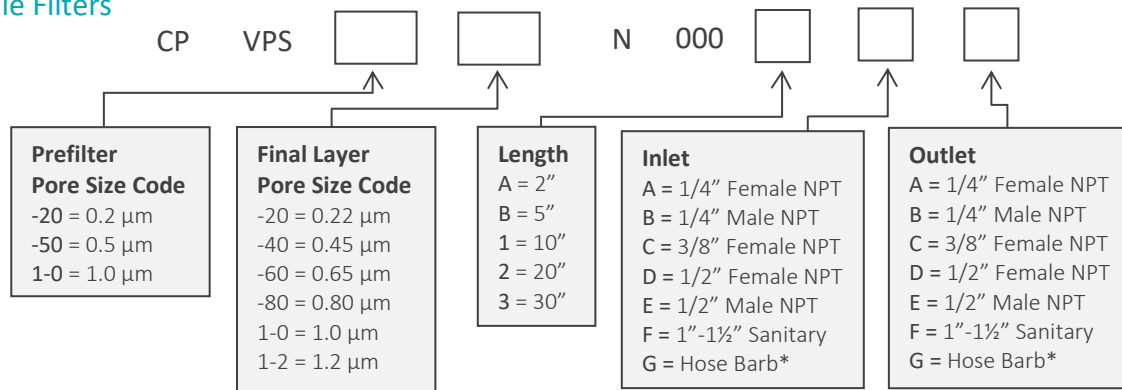 le Filters
CP VPS N 000
Prefilter
Pore Size Code
-20 = 0.2 µm
-50 = 0.5 µm
1-0 = 1.0 µm
Final Layer
Pore Size Code
-20 = 0.22 µm
-40 = 0.45 µm
-60 = 0.65 µm
-80 = 0.80 µm
1-0 = 1.0 µm
1-2 = 1.2 µm
Length
A = 2”
B = 5”
1 = 10”
2 = 20”
3 = 30”
Inlet
A = 1/4” Female NPT
B = 1/4” Male NPT
C = 3/8” Female NPT
D = 1/2” Female NPT
E = 1/2” Male NPT
F = 1”-1½” Sanitary
G = Hose Barb*
Outlet
A = 1/4” Female NPT
B = 1/4” Male NPT
C = 3/8” Female NPT
D = 1/2” Female NPT
E = 1/2” Male NPT
F = 1”-1½” Sanitary
G = Hose Barb*